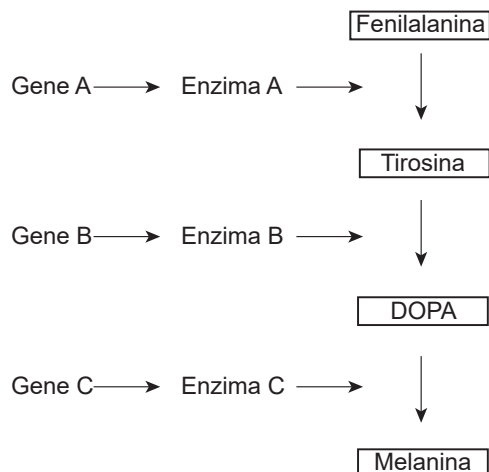 Fenilalanina
Gene A Enzima A
Tirosina
Gene B Enzima B
DOPA
Gene C Enzima C
Melanina